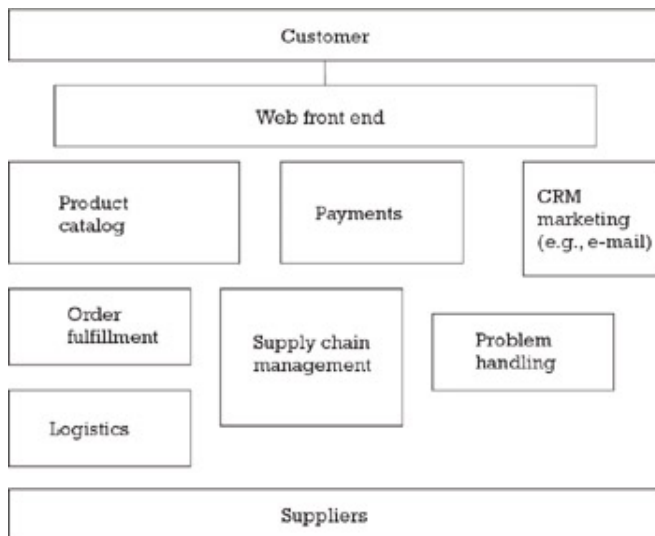 Customer
Web front end
Product
catalog
Payments
CRM
marketing
(e.g., e-mail)
Order
fulfillment
Supply chain
management
Problem
handling
Logistics
Suppliers